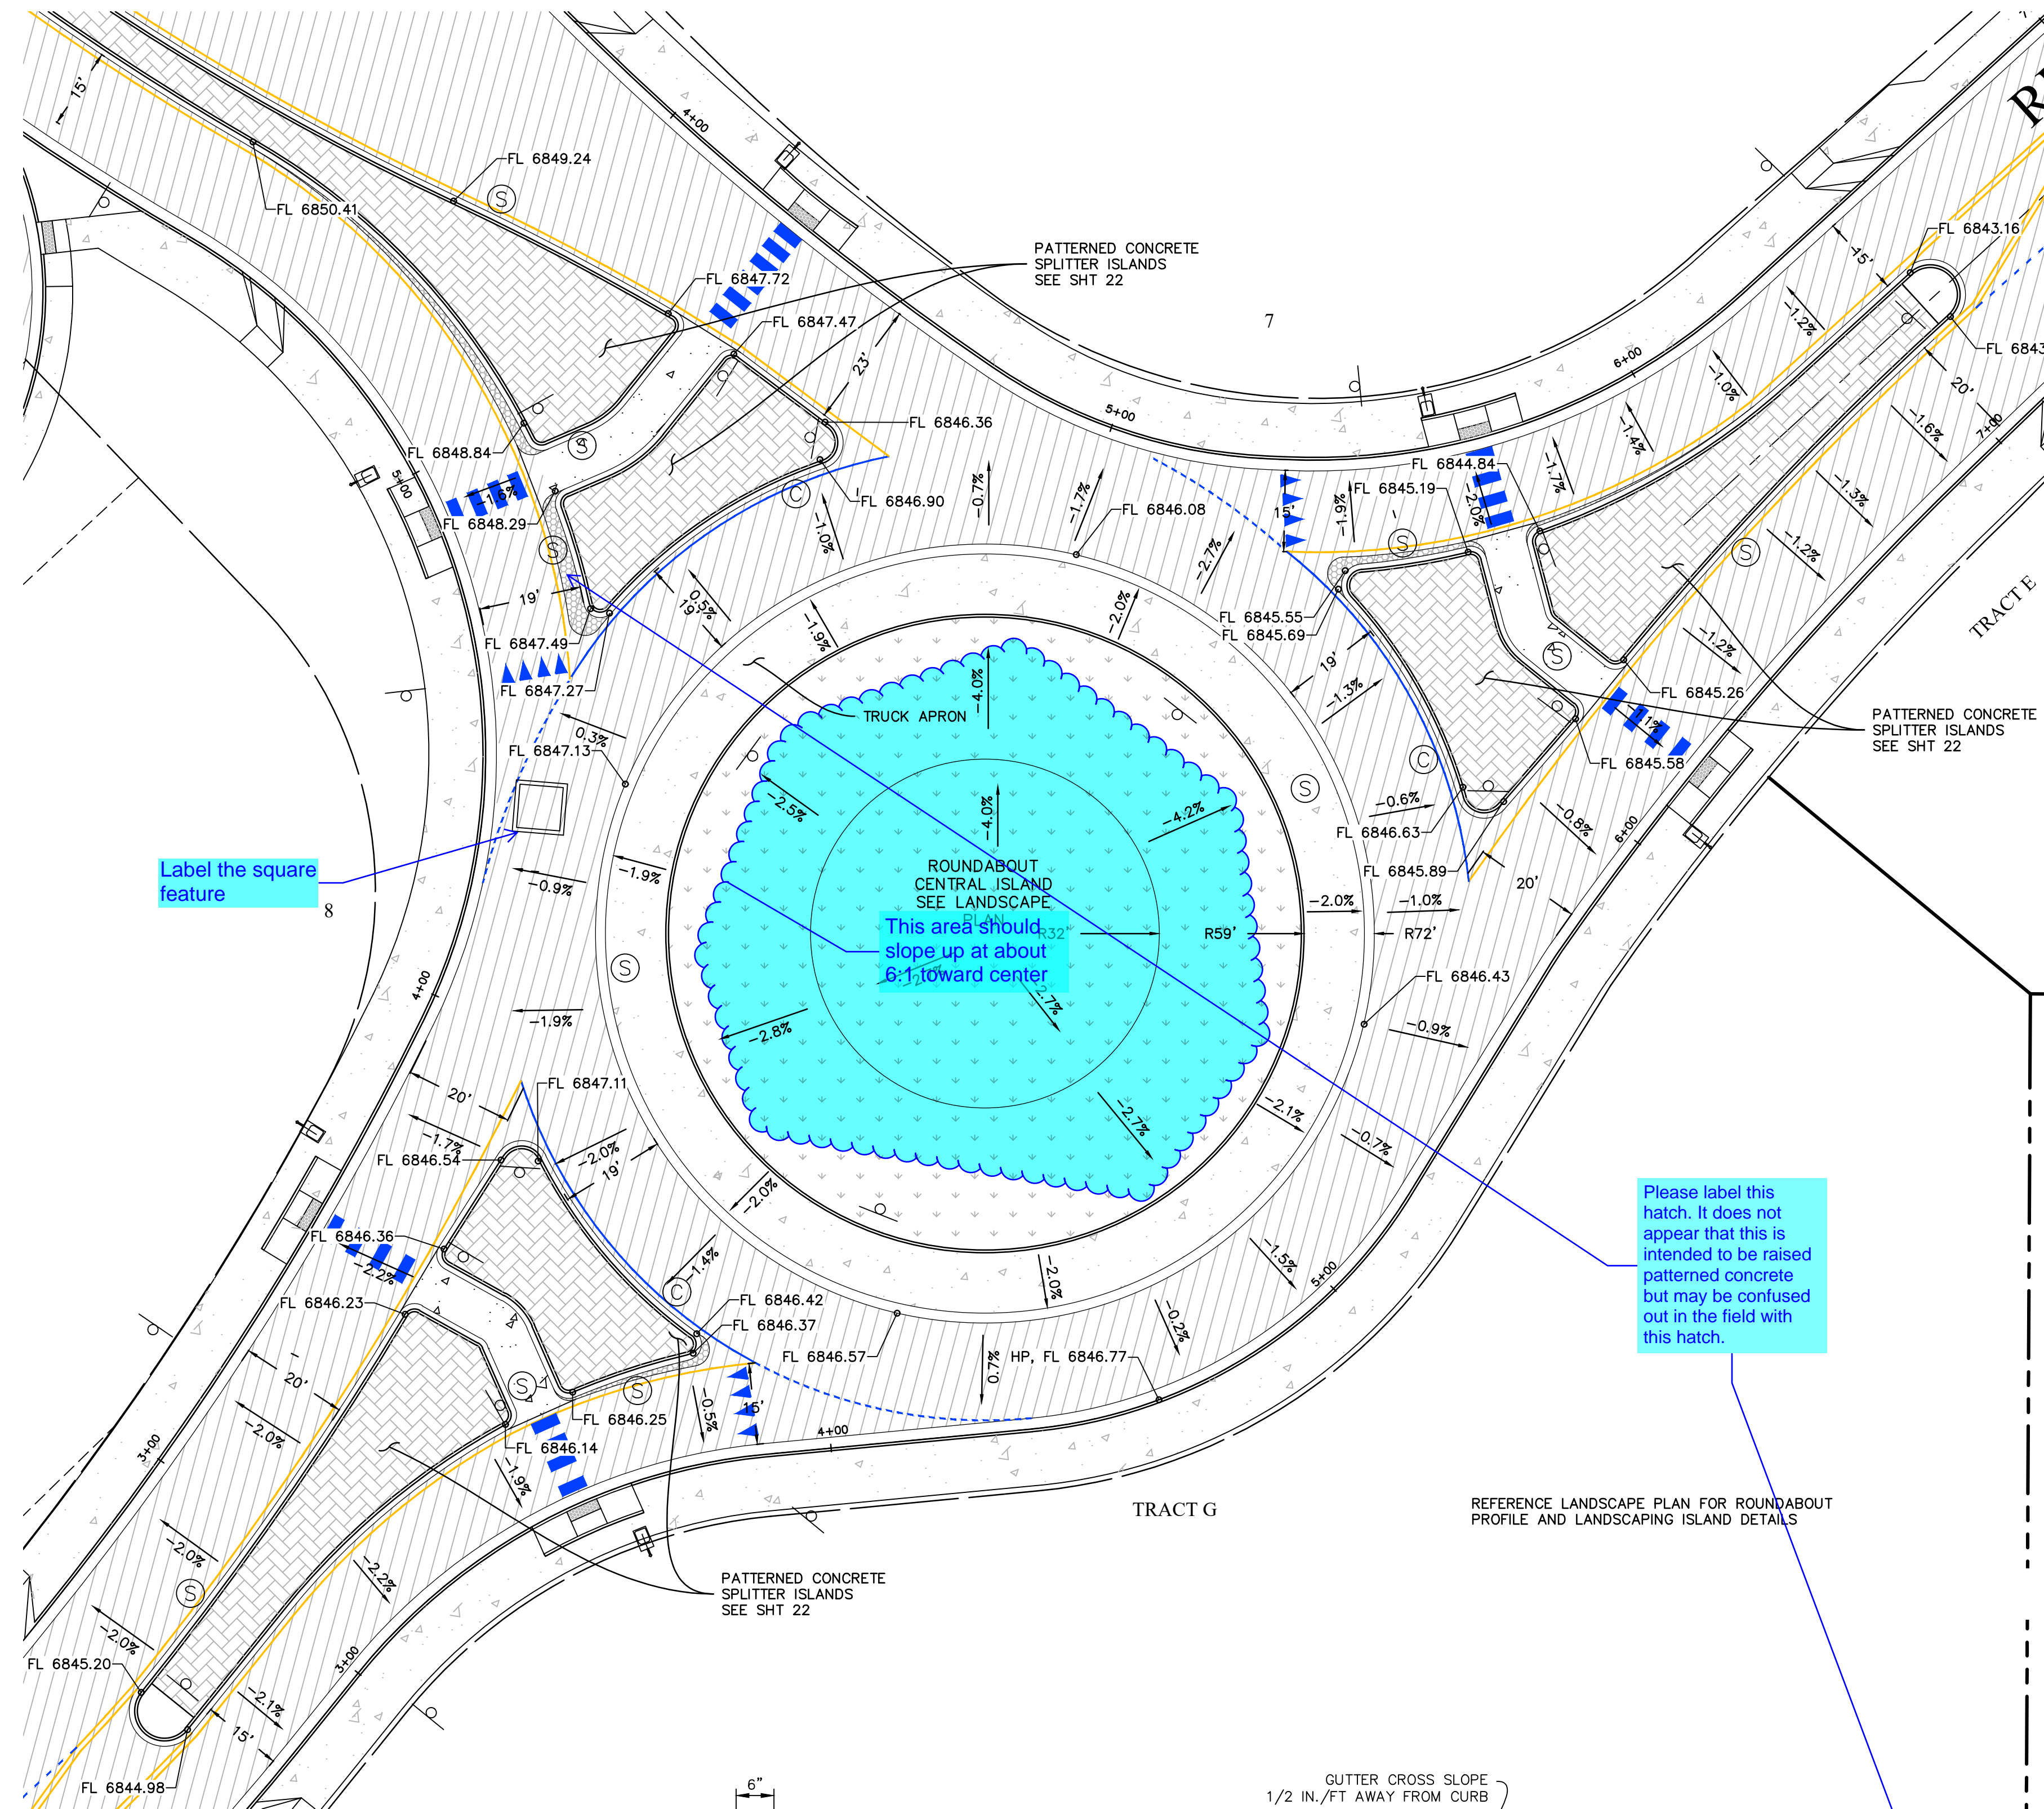 15'
4+00
R
FL 6849.24
FL 6850.41
S
PATTERNED CONCRETE
SPLITTER ISLANDS
SEE SHT 22
FL 6847.72
FL 6847.47
7
FL 6843.16
15'
-1.2%
23'
6+00
FL 6843
-1.0%
20'
5+00
FL 6846.36
-1.4%
-1.6%
7+00
S
FL 6848.84
5+00
-1.6%
FL 6844.84
-1.7%
FL 6845.19
-0.7%
-1.7%
C
FL 6846.90
-2.0%
-1.3%
FL 6846.08
15'
-1.9%
FL 6848.29
-1.0%
S
S
S
-2.7%
-1.2%
TRACT E
19'
0.5%
19'
-1.9%
-2.0%
FL 6845.55
FL 6845.69
FL 6847.49
S
-1.2%
19'
FL 6847.27
-4.0%
-1.3%
FL 6845.26
TRUCK APRON
PATTERNED CONCRETE
SPLITTER ISLANDS
SEE SHT 22
-1.1%
0.3%
FL 6847.13
C
FL 6845.58
S
-2.5%
-4.0%
-4.2%
-0.6%
-0.8%
6+00
FL 6846.63
Label the square
feature
8
-1.9%
-0.9%
ROUNDABOUT
CENTRAL ISLAND
SEE LANDSCAPE
PLAN
FL 6845.89
20'
-2.0%
-1.0%
This area should
slope up at about
6:1 toward center
R32'
R59'
R72'
S
4+00
FL 6846.43
-2.7%
-1.9%
-2.8%
-0.9%
FL 6847.11
20'
-1.7%
-2.7%
-2.1%
-0.7%
FL 6846.54
-2.0%
19'
-2.0%
Please label this
hatch. It does not
appear that this is
intended to be raised
patterned concrete
but may be confused
out in the field with
this hatch.
FL 6846.36
-2.2%
-1.4%
-1.5%
5+00
C
-2.0%
FL 6846.23
FL 6846.42
FL 6846.37
-0.2%
FL 6846.57
0.7%
HP, FL 6846.77
20'
S
S
-0.5%
15'
FL 6846.25
-2.0%
4+00
3+00
FL 6846.14
-1.9%
TRACT G
REFERENCE LANDSCAPE PLAN FOR ROUNDABOUT
PROFILE AND LANDSCAPING ISLAND DETAILS
-2.0%
-2.2%
S
PATTERNED CONCRETE
SPLITTER ISLANDS
SEE SHT 22
-2.0%
3+00
FL 6845.20
-2.1%
15'
FL 6844.98
6"
GUTTER CROSS SLOPE
1/2 IN./FT AWAY FROM CURB